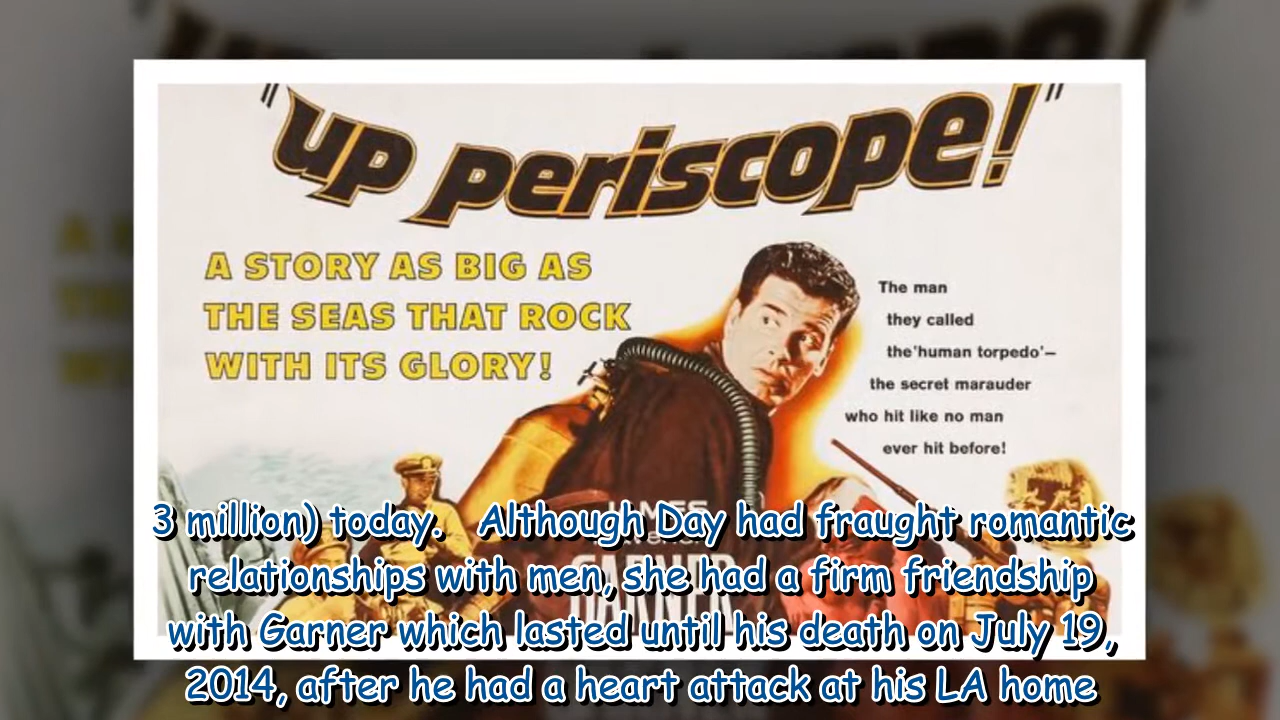 "up periscope!"
A STORY AS BIG AS
THE SEAS THAT ROCK
WITH ITS GLORY!
The man
they called
the'human torpedo'—
the secret marauder
who hit like no man
ever hit before!
JAMES
GARNER
3 million) today. Although Day had fraught romantic
relationships with men, she had a firm friendship
with Garner which lasted until his death on July 19,
2014, after he had a heart attack at his LA home